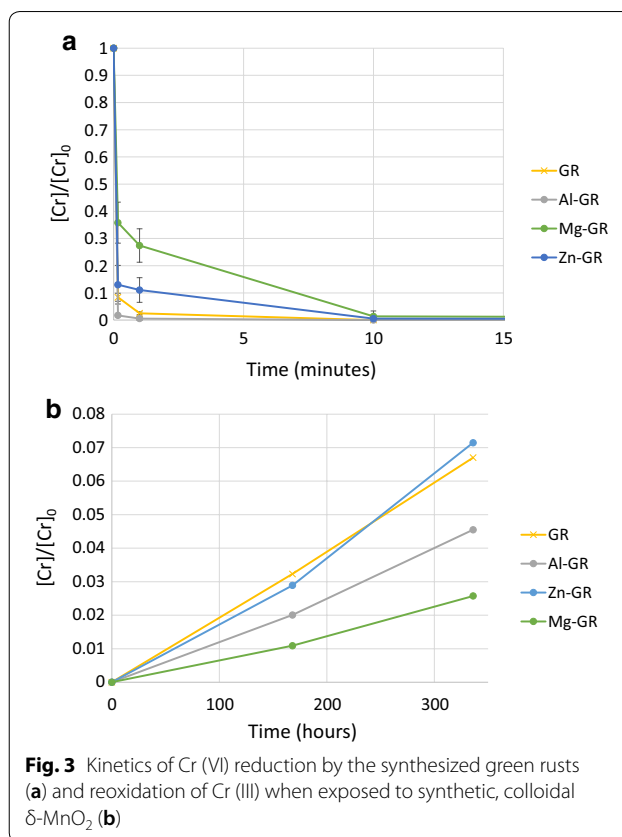 a
[Cr]/[Cr]₀
1
0.9
0.8
0.7
0.6
0.5
0.4
0.3
0.2
0.1
0
0 5 10 15
Time (minutes)
GR
Al-GR
Mg-GR
Zn-GR
b
[Cr]/[Cr]₀
0.08
0.07
0.06
0.05
0.04
0.03
0.02
0.01
0
0 100 200 300
Time (hours)
GR
Al-GR
Zn-GR
Mg-GR
Fig. 3 Kinetics of Cr (VI) reduction by the synthesized green rusts
(a) and reoxidation of Cr (III) when exposed to synthetic, colloidal
δ-MnO₂ (b)